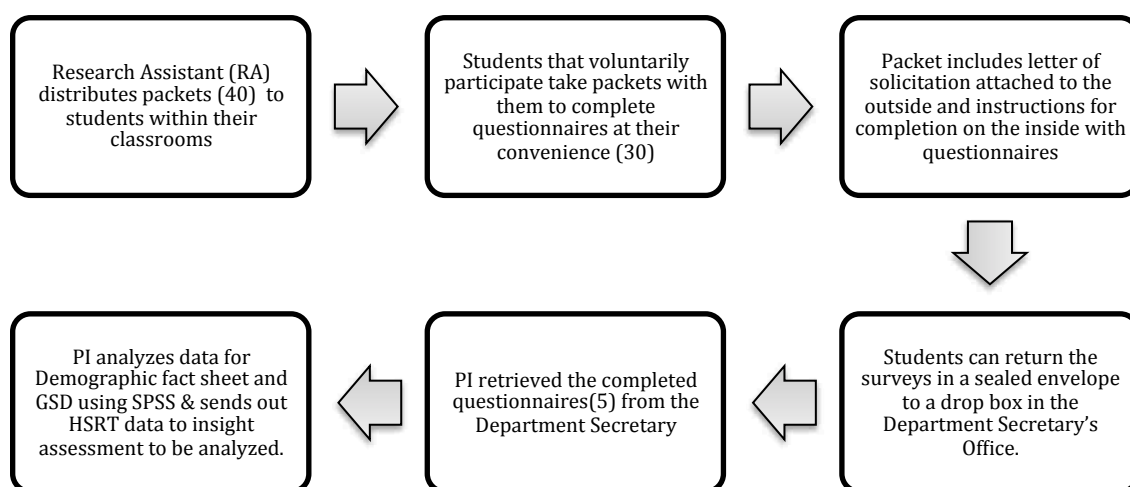 Research Assistant (RA)
distributes packets (40) to
students within their
classrooms
Students that voluntarily
participate take packets with
them to complete
questionnaires at their
convenience (30)
Packet includes letter of
solicitation attached to the
outside and instructions for
completion on the inside with
questionnaires
Students can return the
surveys in a sealed envelope
to a drop box in the
Department Secretary's
Office.
PI retrieved the completed
questionnaires(5) from the
Department Secretary
PI analyzes data for
Demographic fact sheet and
GSD using SPSS & sends out
HSRT data to insight
assessment to be analyzed.